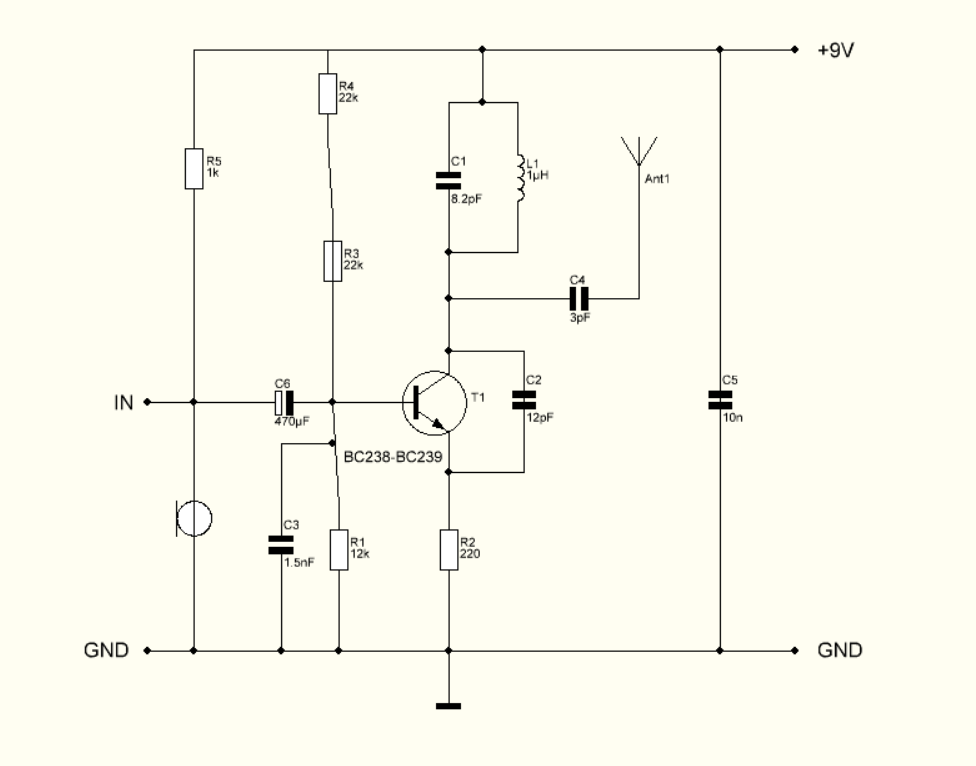 +9V
R4
22k
R5
1k
C1
8.2pF
L1
1µH
Ant1
R3
22k
C4
3pF
IN
C6
470µF
T1
C2
12pF
C5
10n
BC238-BC239
C3
1.5nF
R1
12k
R2
220
GND
GND